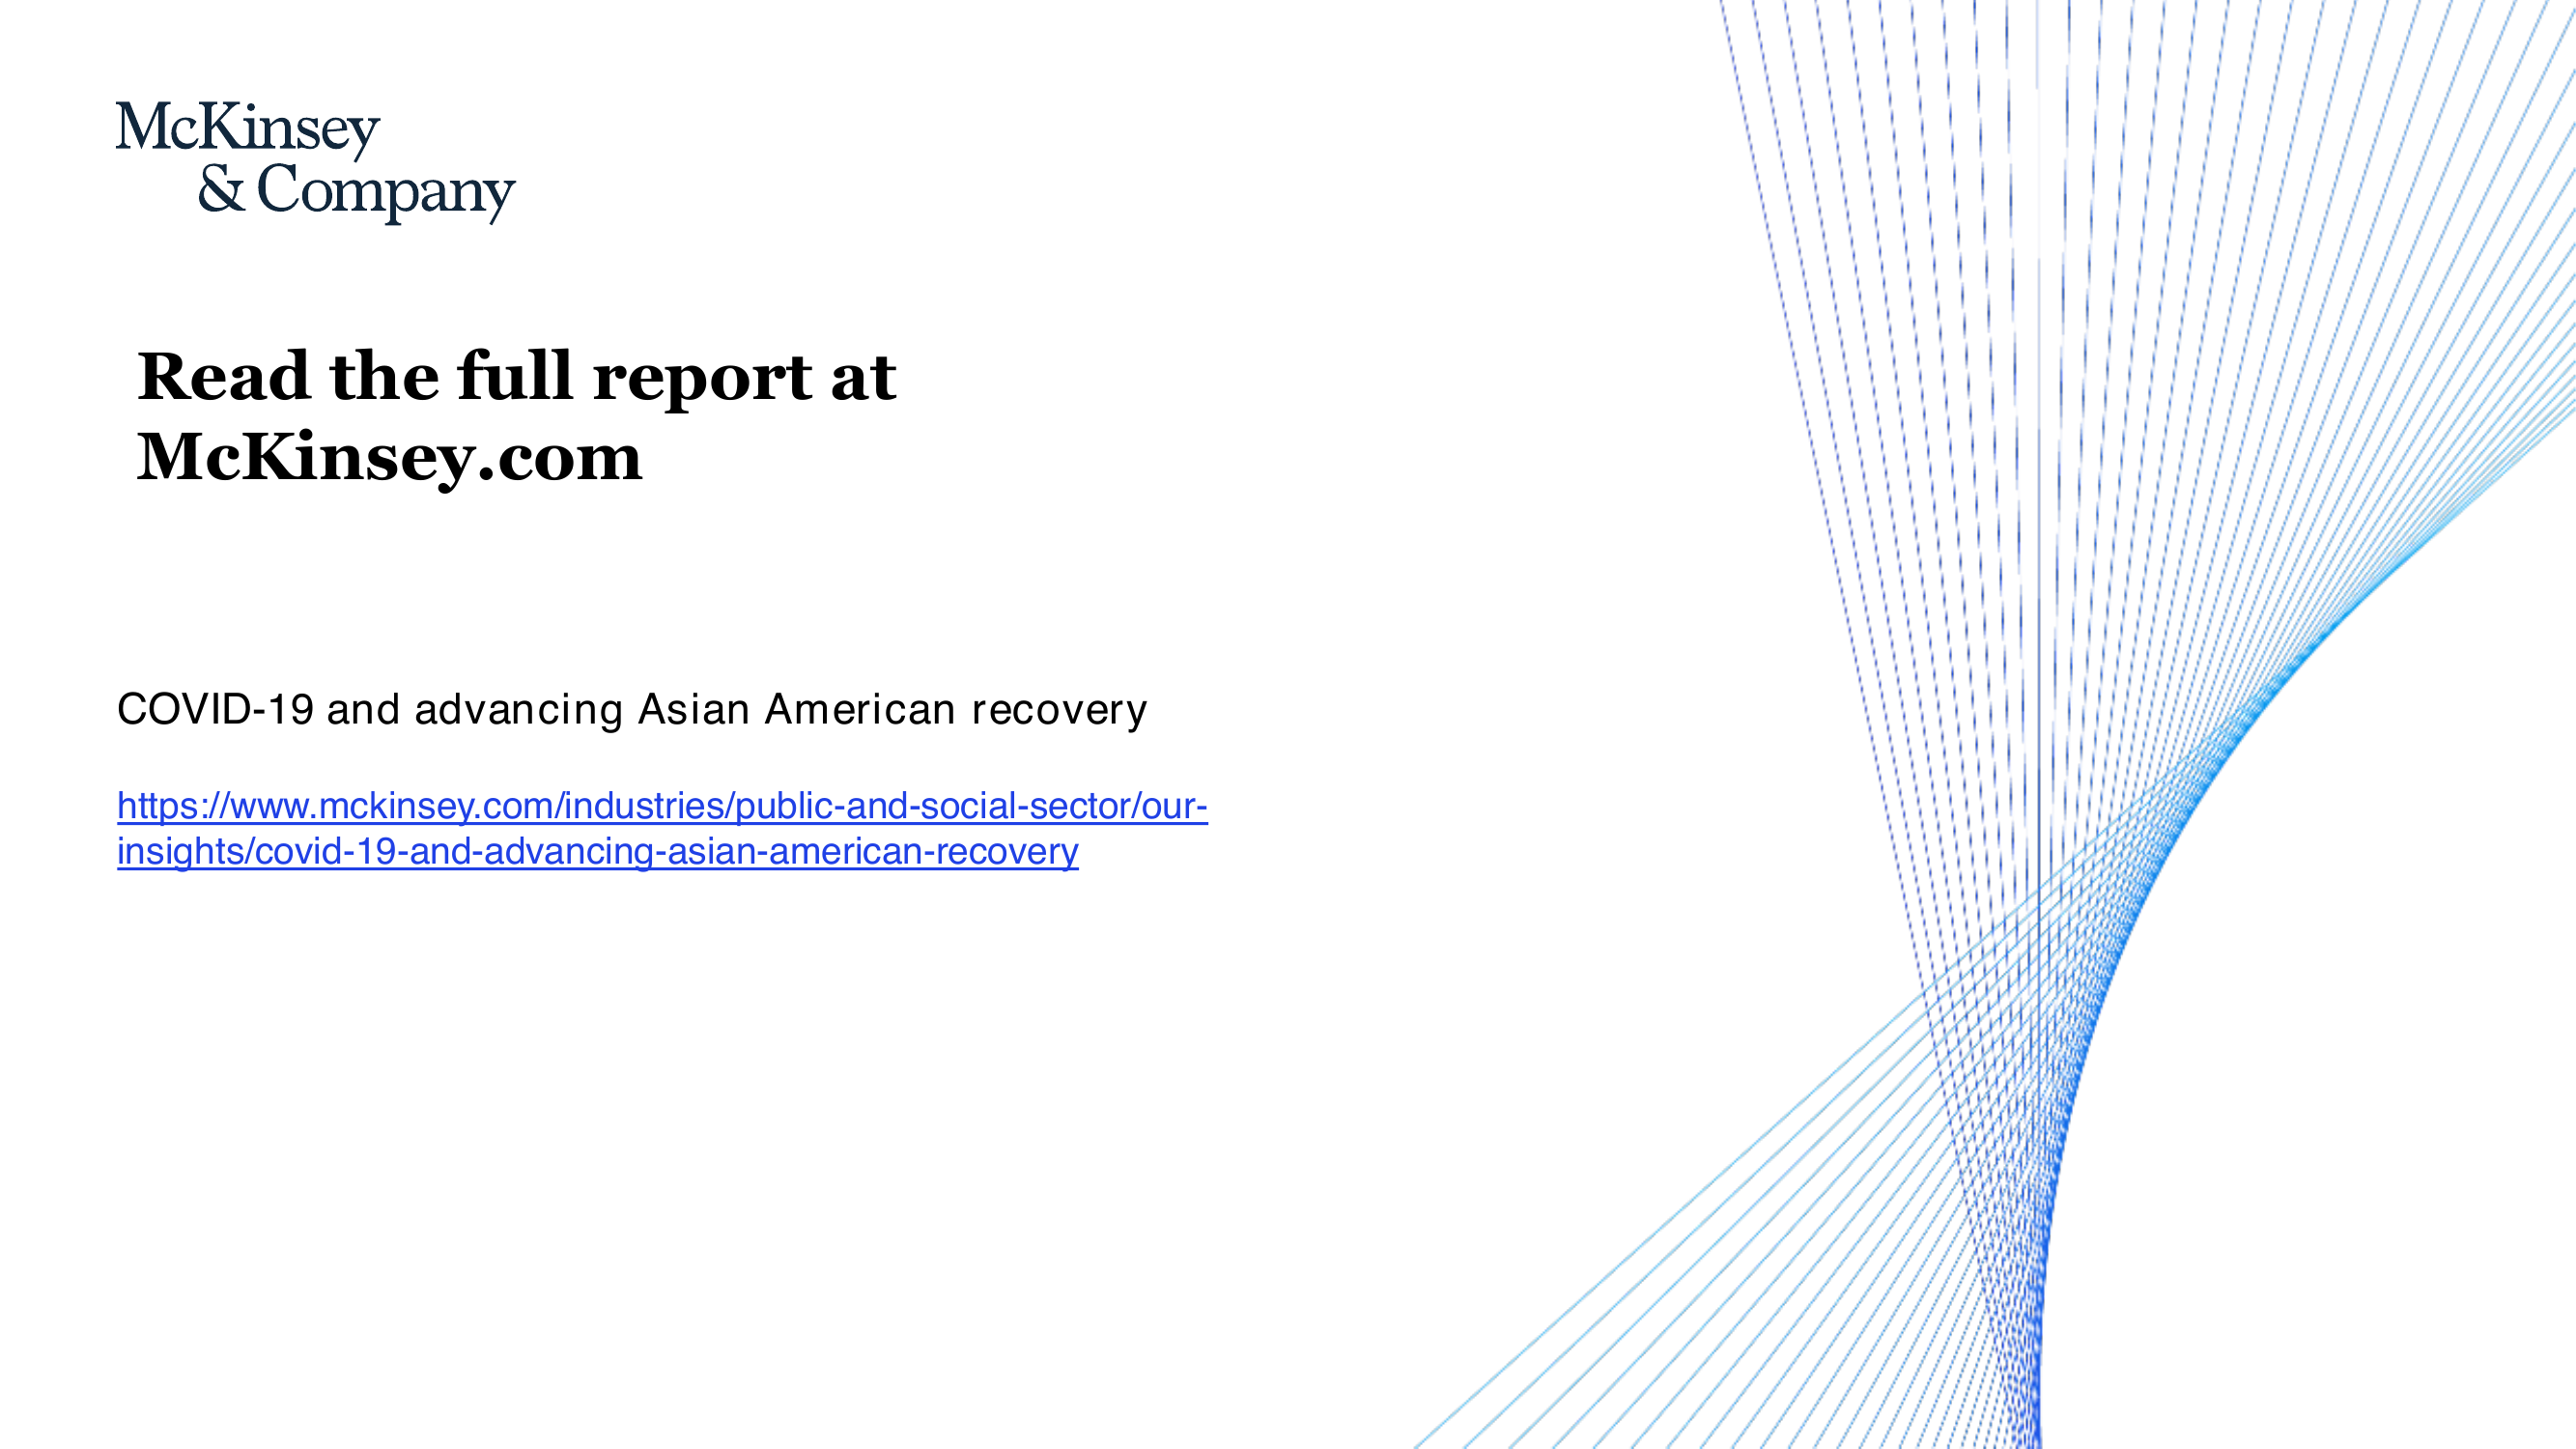 McKinsey
& Company
Read the full report at
McKinsey.com
COVID-19 and advancing Asian American recovery
https://www.mckinsey.com/industries/public-and-social-sector/our-
insights/covid-19-and-advancing-asian-american-recovery